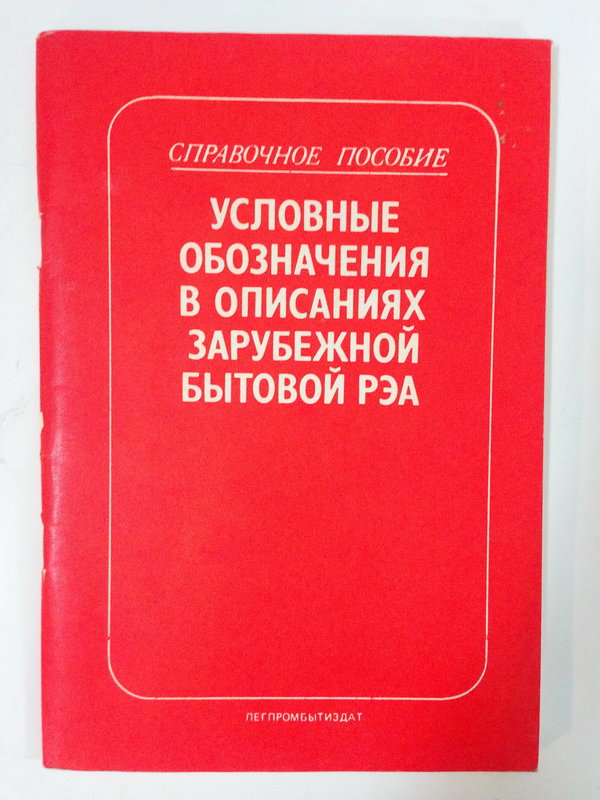 СПРАВОЧНОЕ ПОСОБИЕ
УСЛОВНЫЕ
ОБОЗНАЧЕНИЯ
В ОПИСАНИЯХ
ЗАРУБЕЖНОЙ
БЫТОВОЙ РЭА
ЛЕГПРОМБЫТИЗДАТ